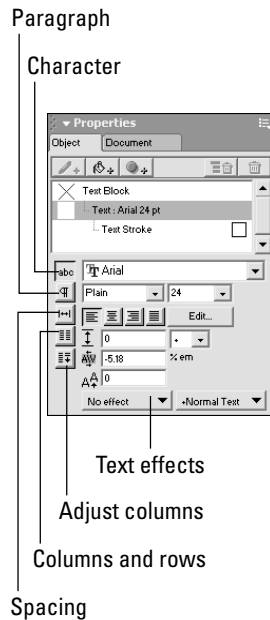 Paragraph
Character
Properties
Object Document
Text Block
Text : Arial 24 pt
Text Stroke
abc Arial
Plain 24
Edit...
0 +
-5.18 % em
0
No effect +Normal Text
Text effects
Adjust columns
Columns and rows
Spacing